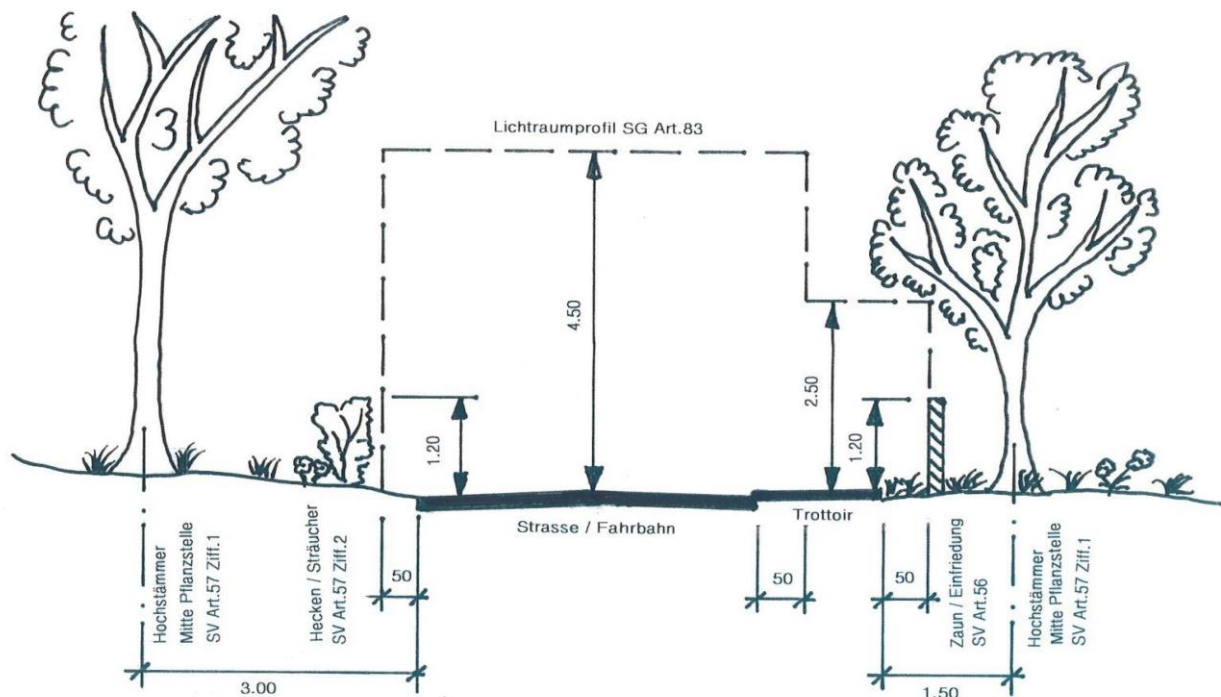 Lichtraumprofil SG Art.83
4.50
2.50
1.20
1.20
Strasse / Fahrbahn
Trottoir
Hochstämmer
Mitte Pflanzstelle
SV Art.57 Ziff.1
Hecken / Sträucher
SV Art.57 Ziff.2
50
50
50
Zaun / Einfriedung
SV Art.56
Hochstämmer
Mitte Pflanzstelle
SV Art.57 Ziff.1
3.00
1.50